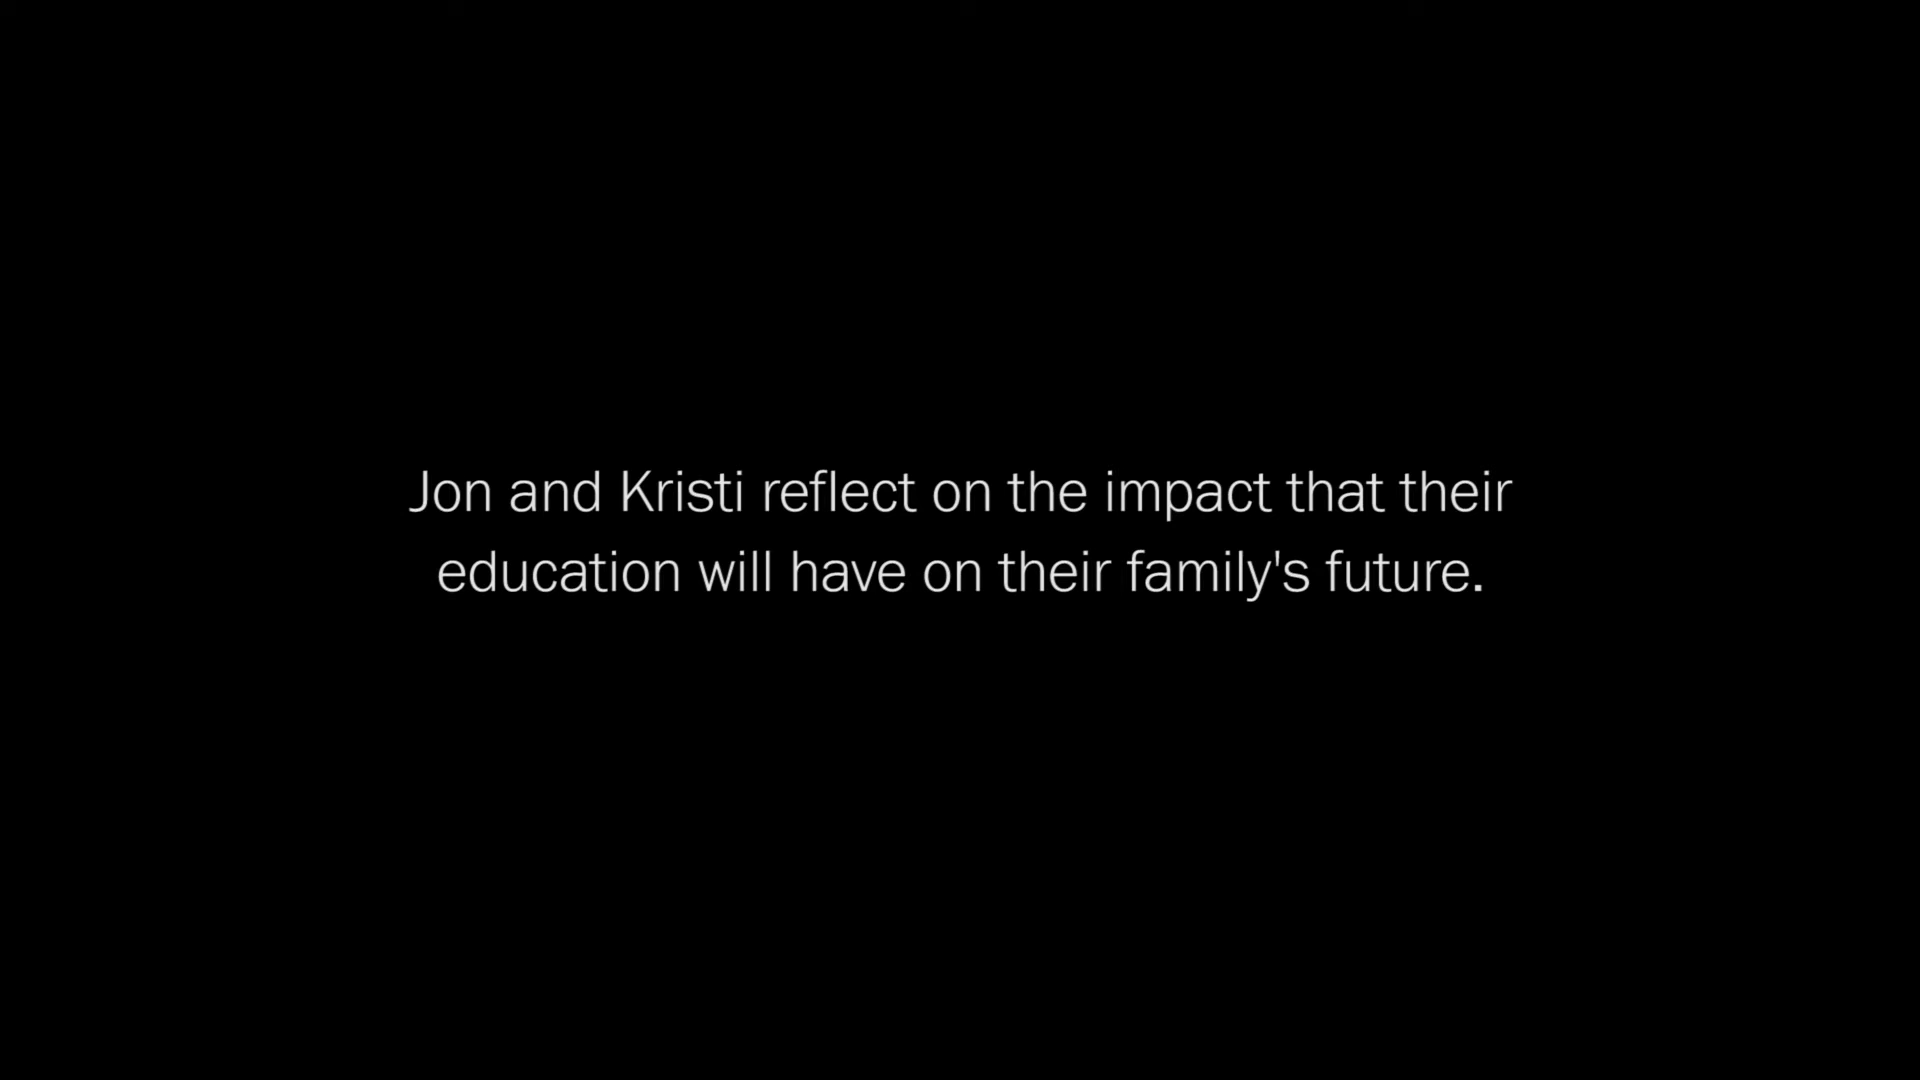 Jon and Kristi reflect on the impact that their
education will have on their family's future.